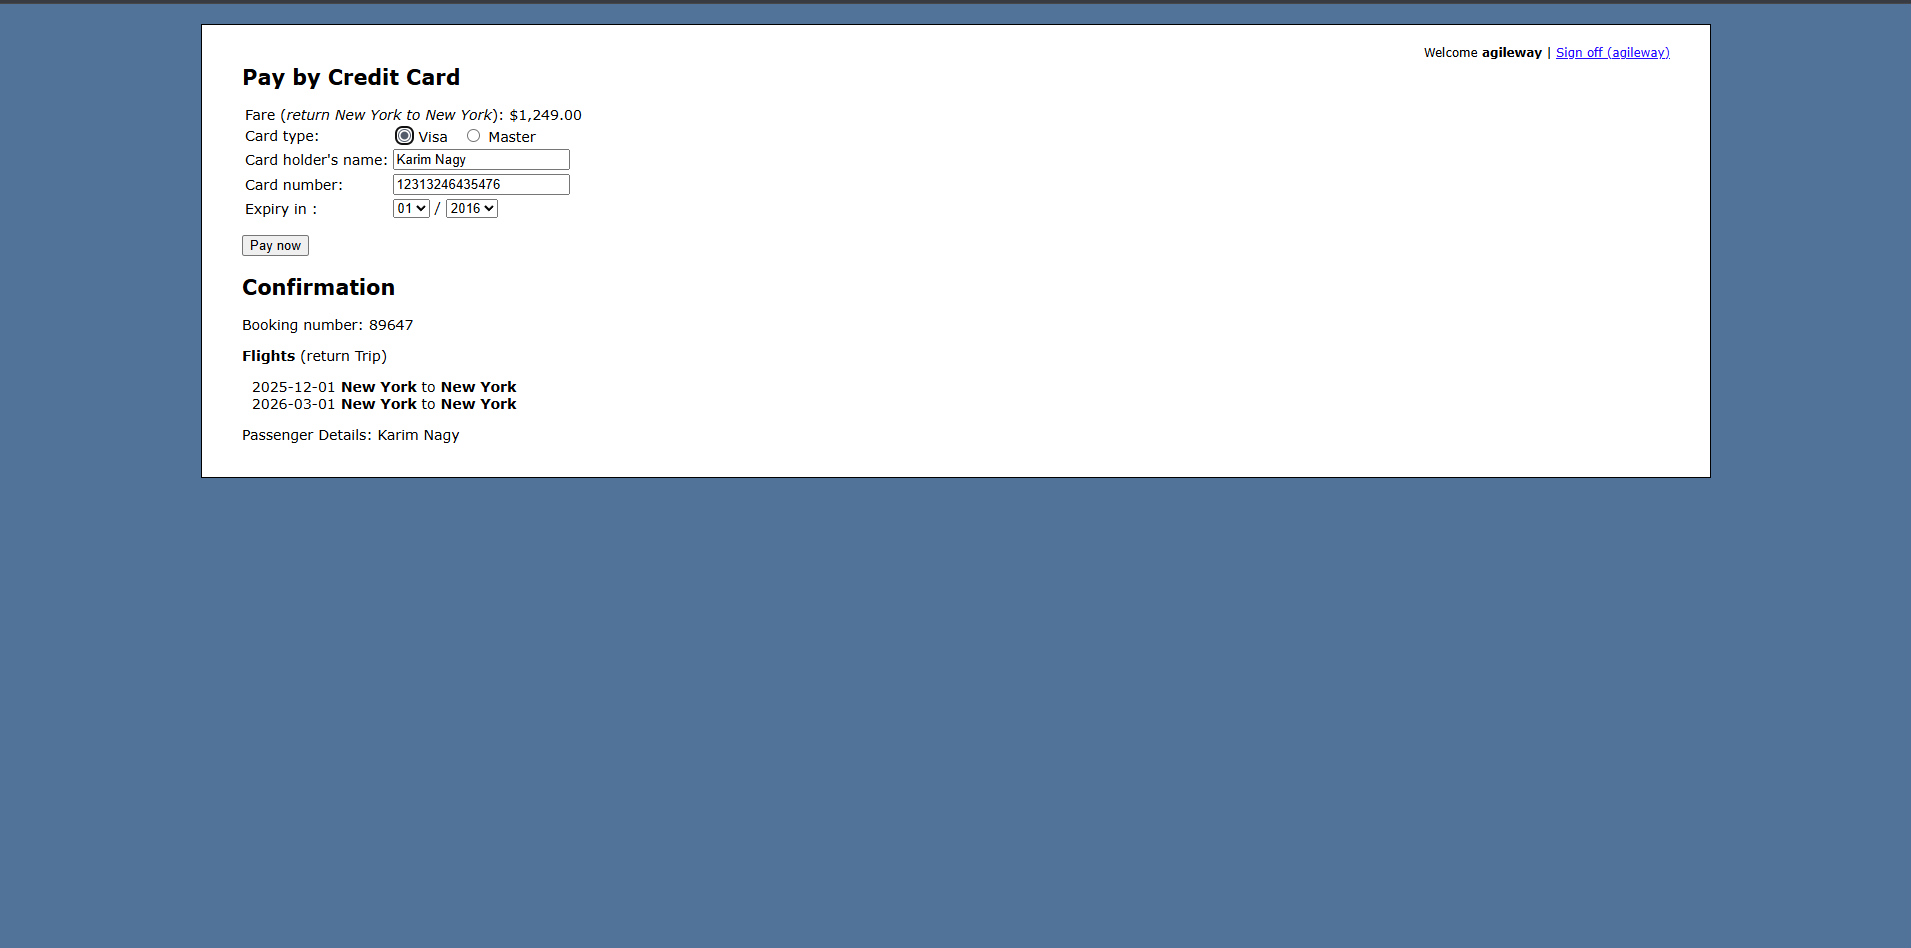 Welcome agileway | Sign off (agileway)
Pay by Credit Card
Fare (return New York to New York): $1,249.00
Card type: Visa Master
Card holder's name: Karim Nagy
Card number: 12313246435476
Expiry in : 01 / 2016
Pay now
Confirmation
Booking number: 89647
Flights (return Trip)
2025-12-01 New York to New York
2026-03-01 New York to New York
Passenger Details: Karim Nagy